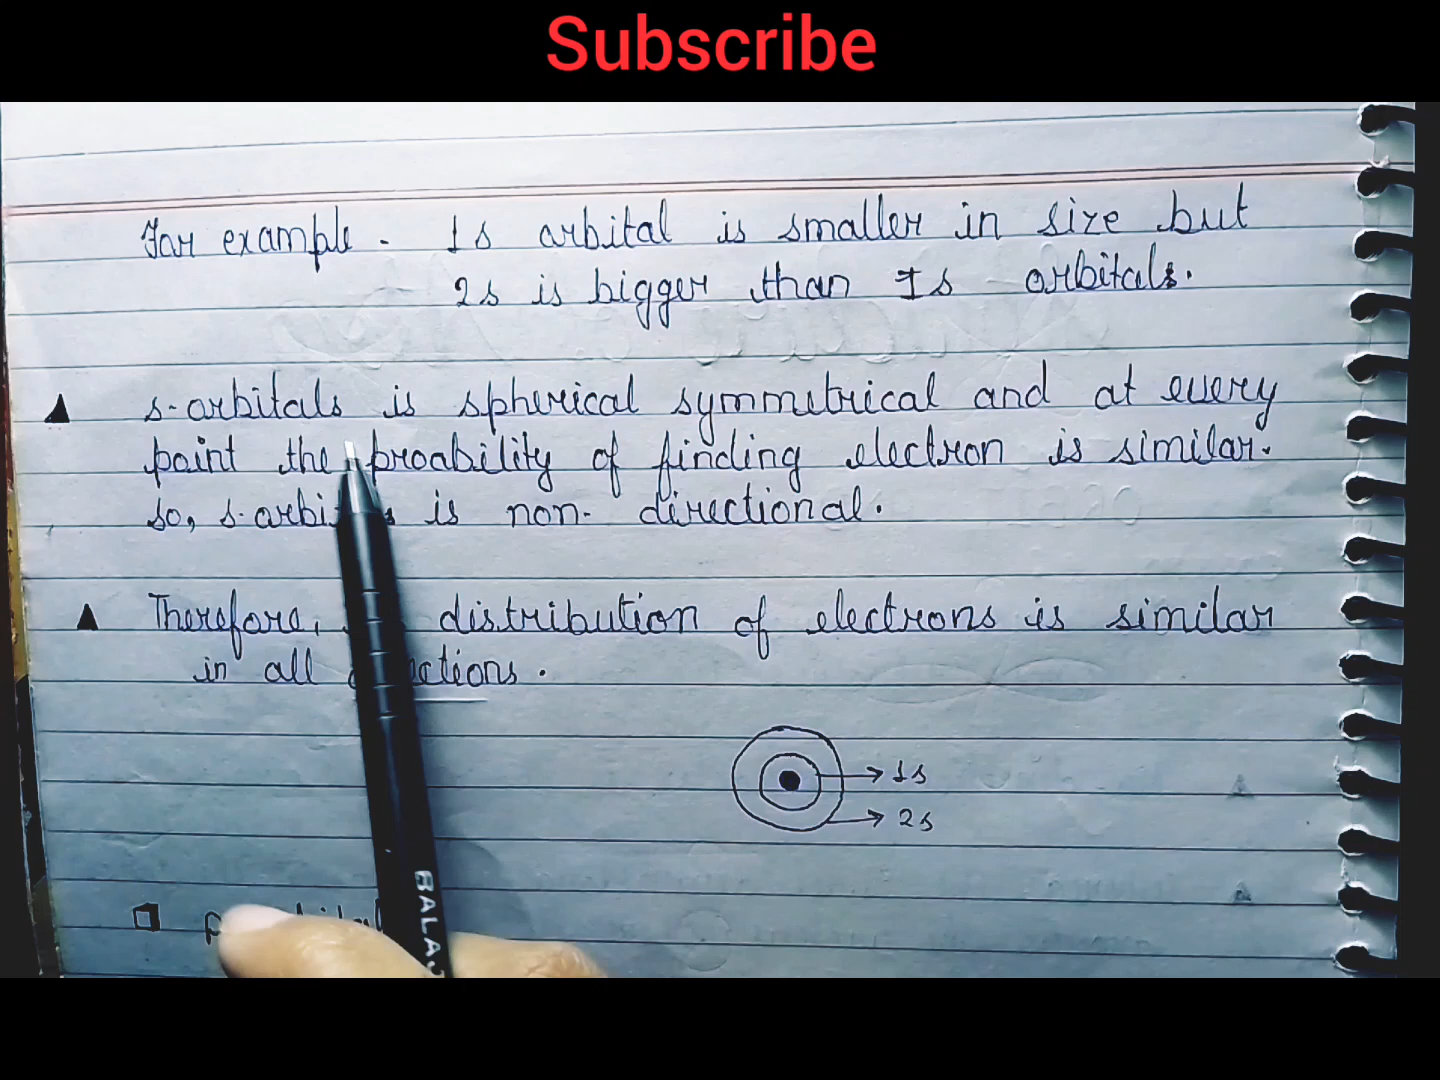 Subscribe
For example - 1s orbital is smaller in size but
2s is bigger than 1s orbitals.
▲ s-orbitals is spherical symmetrical and at every
point the proability of finding electron is similar.
so, is non-directional.
▲ Therefore, distribution of electrons is similar
in all .
→ 1s
→ 2s
BALA